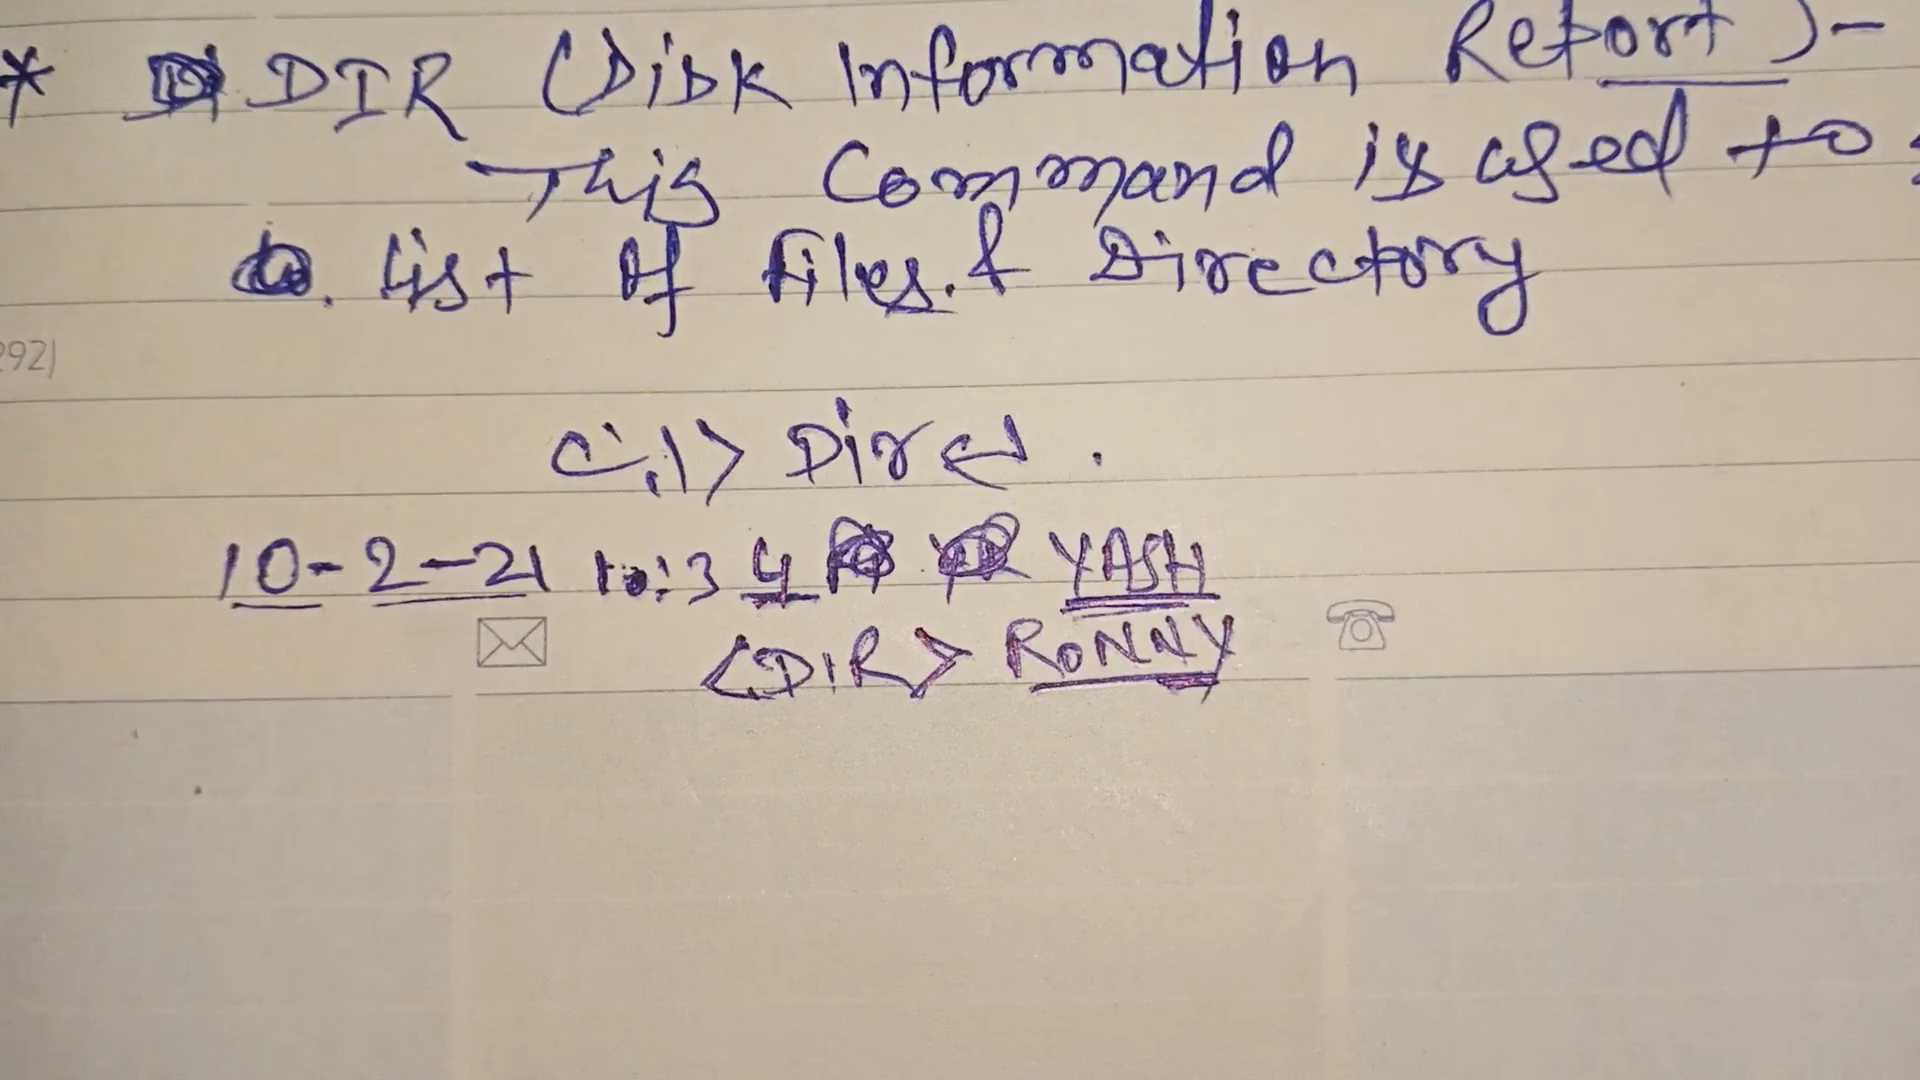 * DIR (Disk Information Report) :-
→ This Command is used to
List of Files & Directory
292)
C:\> Dir ↵ .
10-2-21 10:34 YASH
<DIR> RONNY